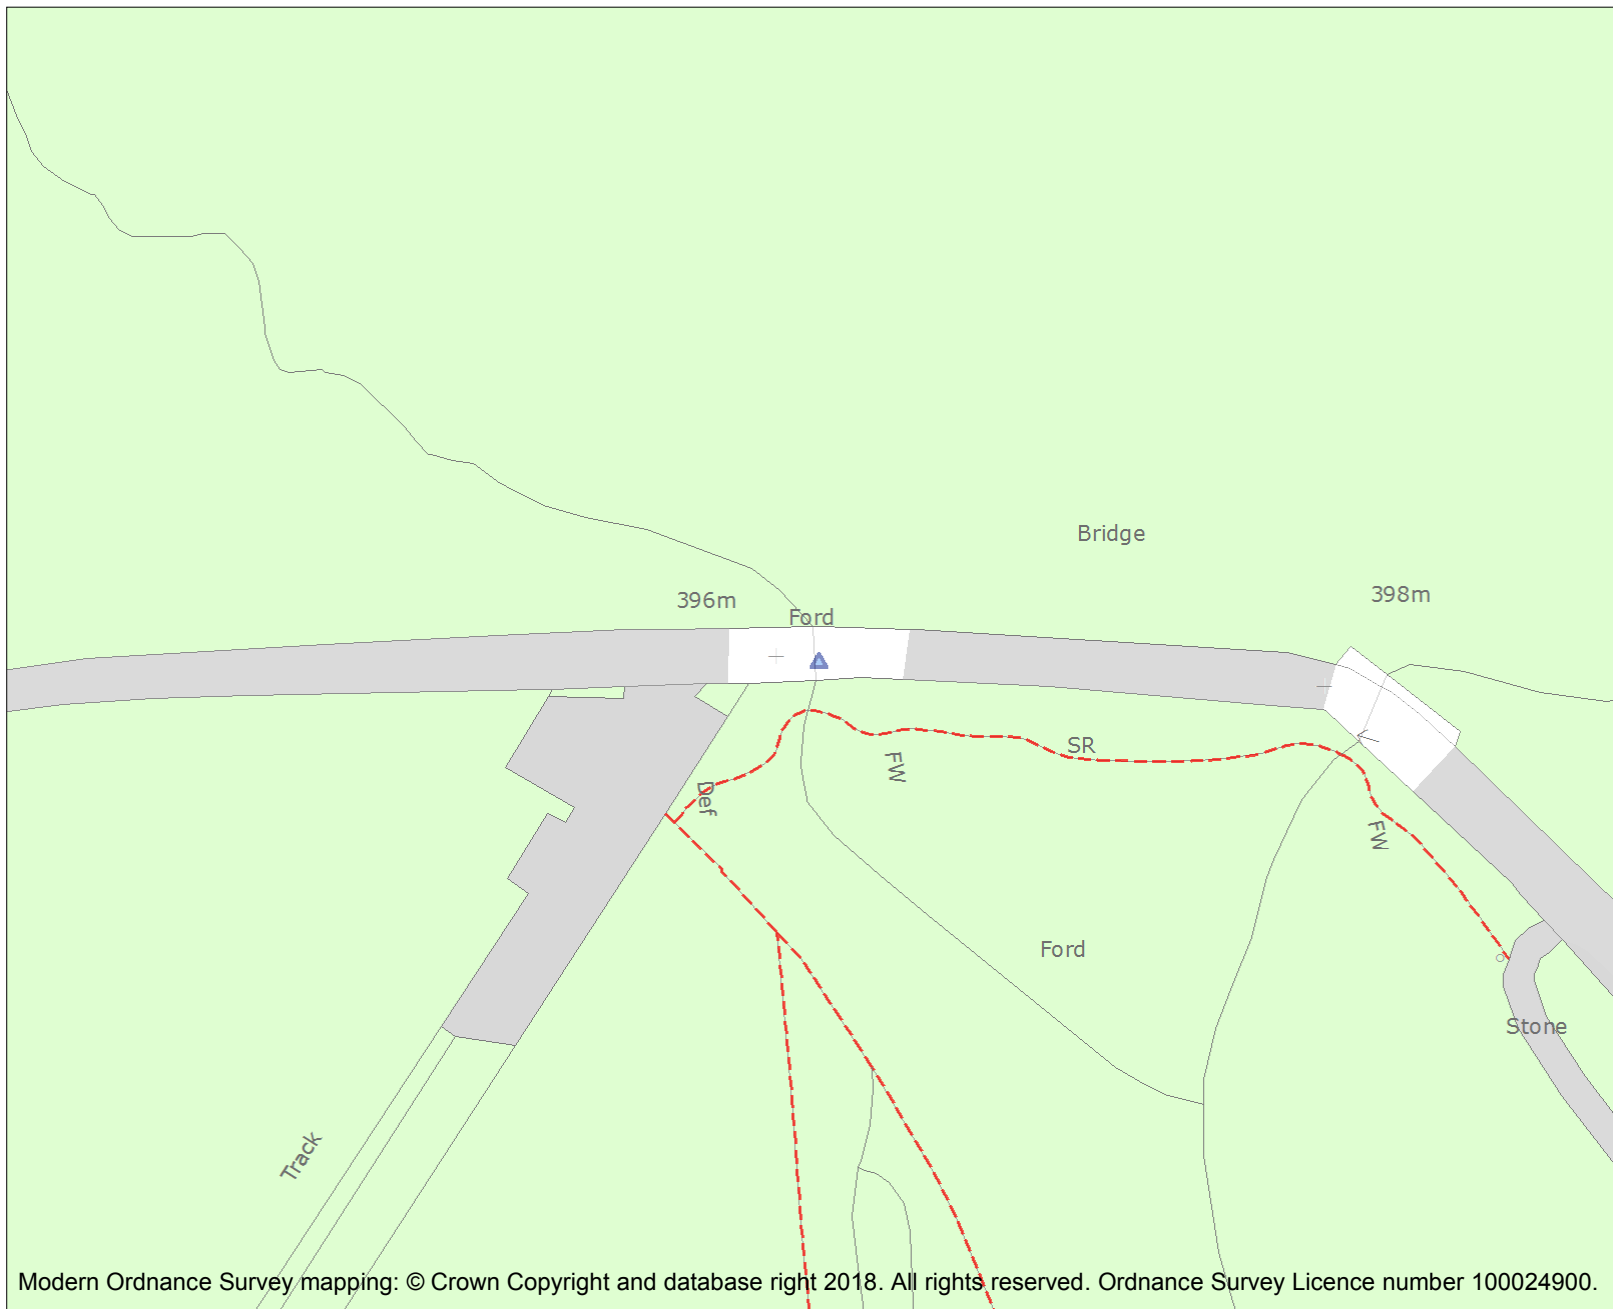 Bridge
398m
396m
Ford
SR
FW
Def
FW
Ford
Stone
Track
Modern Ordnance Survey mapping: © Crown Copyright and database right 2018. All rights reserved. Ordnance Survey Licence number 100024900.